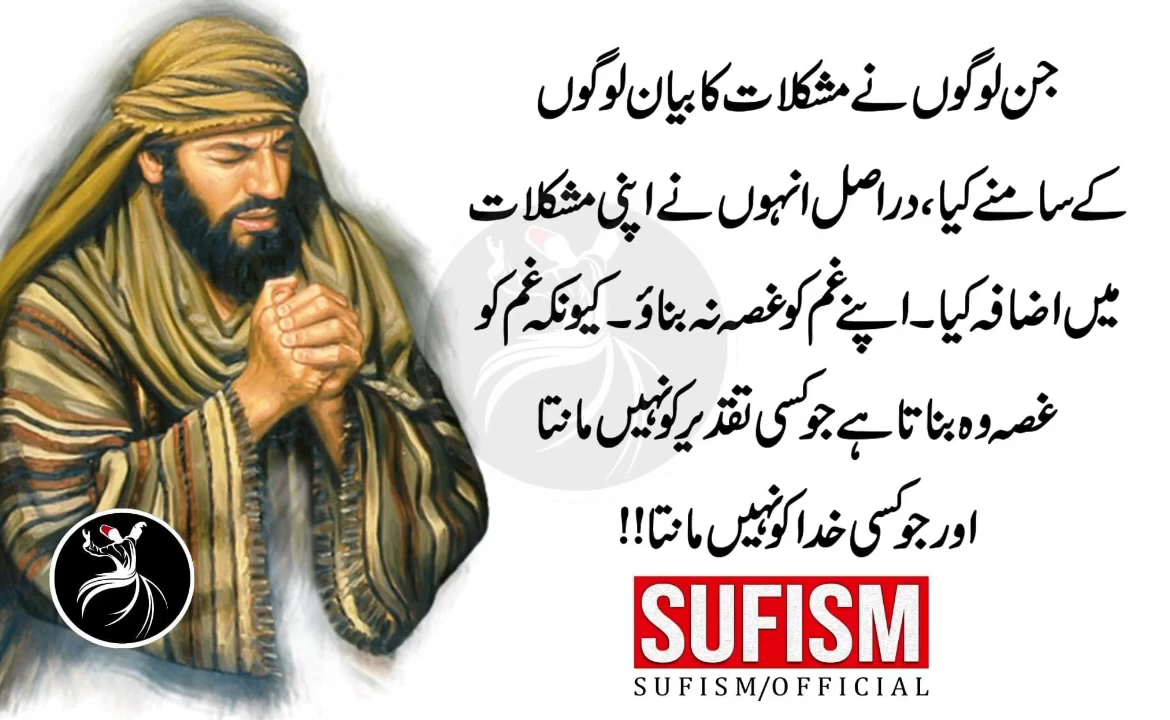 جن لوگوں نے مشکلات کا بیان لوگوں
کے سامنے کیا، دراصل انہوں نے اپنی مشکلات
میں اضافہ کیا۔ اپنے غم کو غصہ نہ بناؤ۔ کیونکہ غم کو
غصہ وہ بناتا ہے جو کسی تقدیر کو نہیں مانتا
اور جو کسی خدا کو نہیں مانتا!!
SUFISM
SUFISM/OFFICIAL